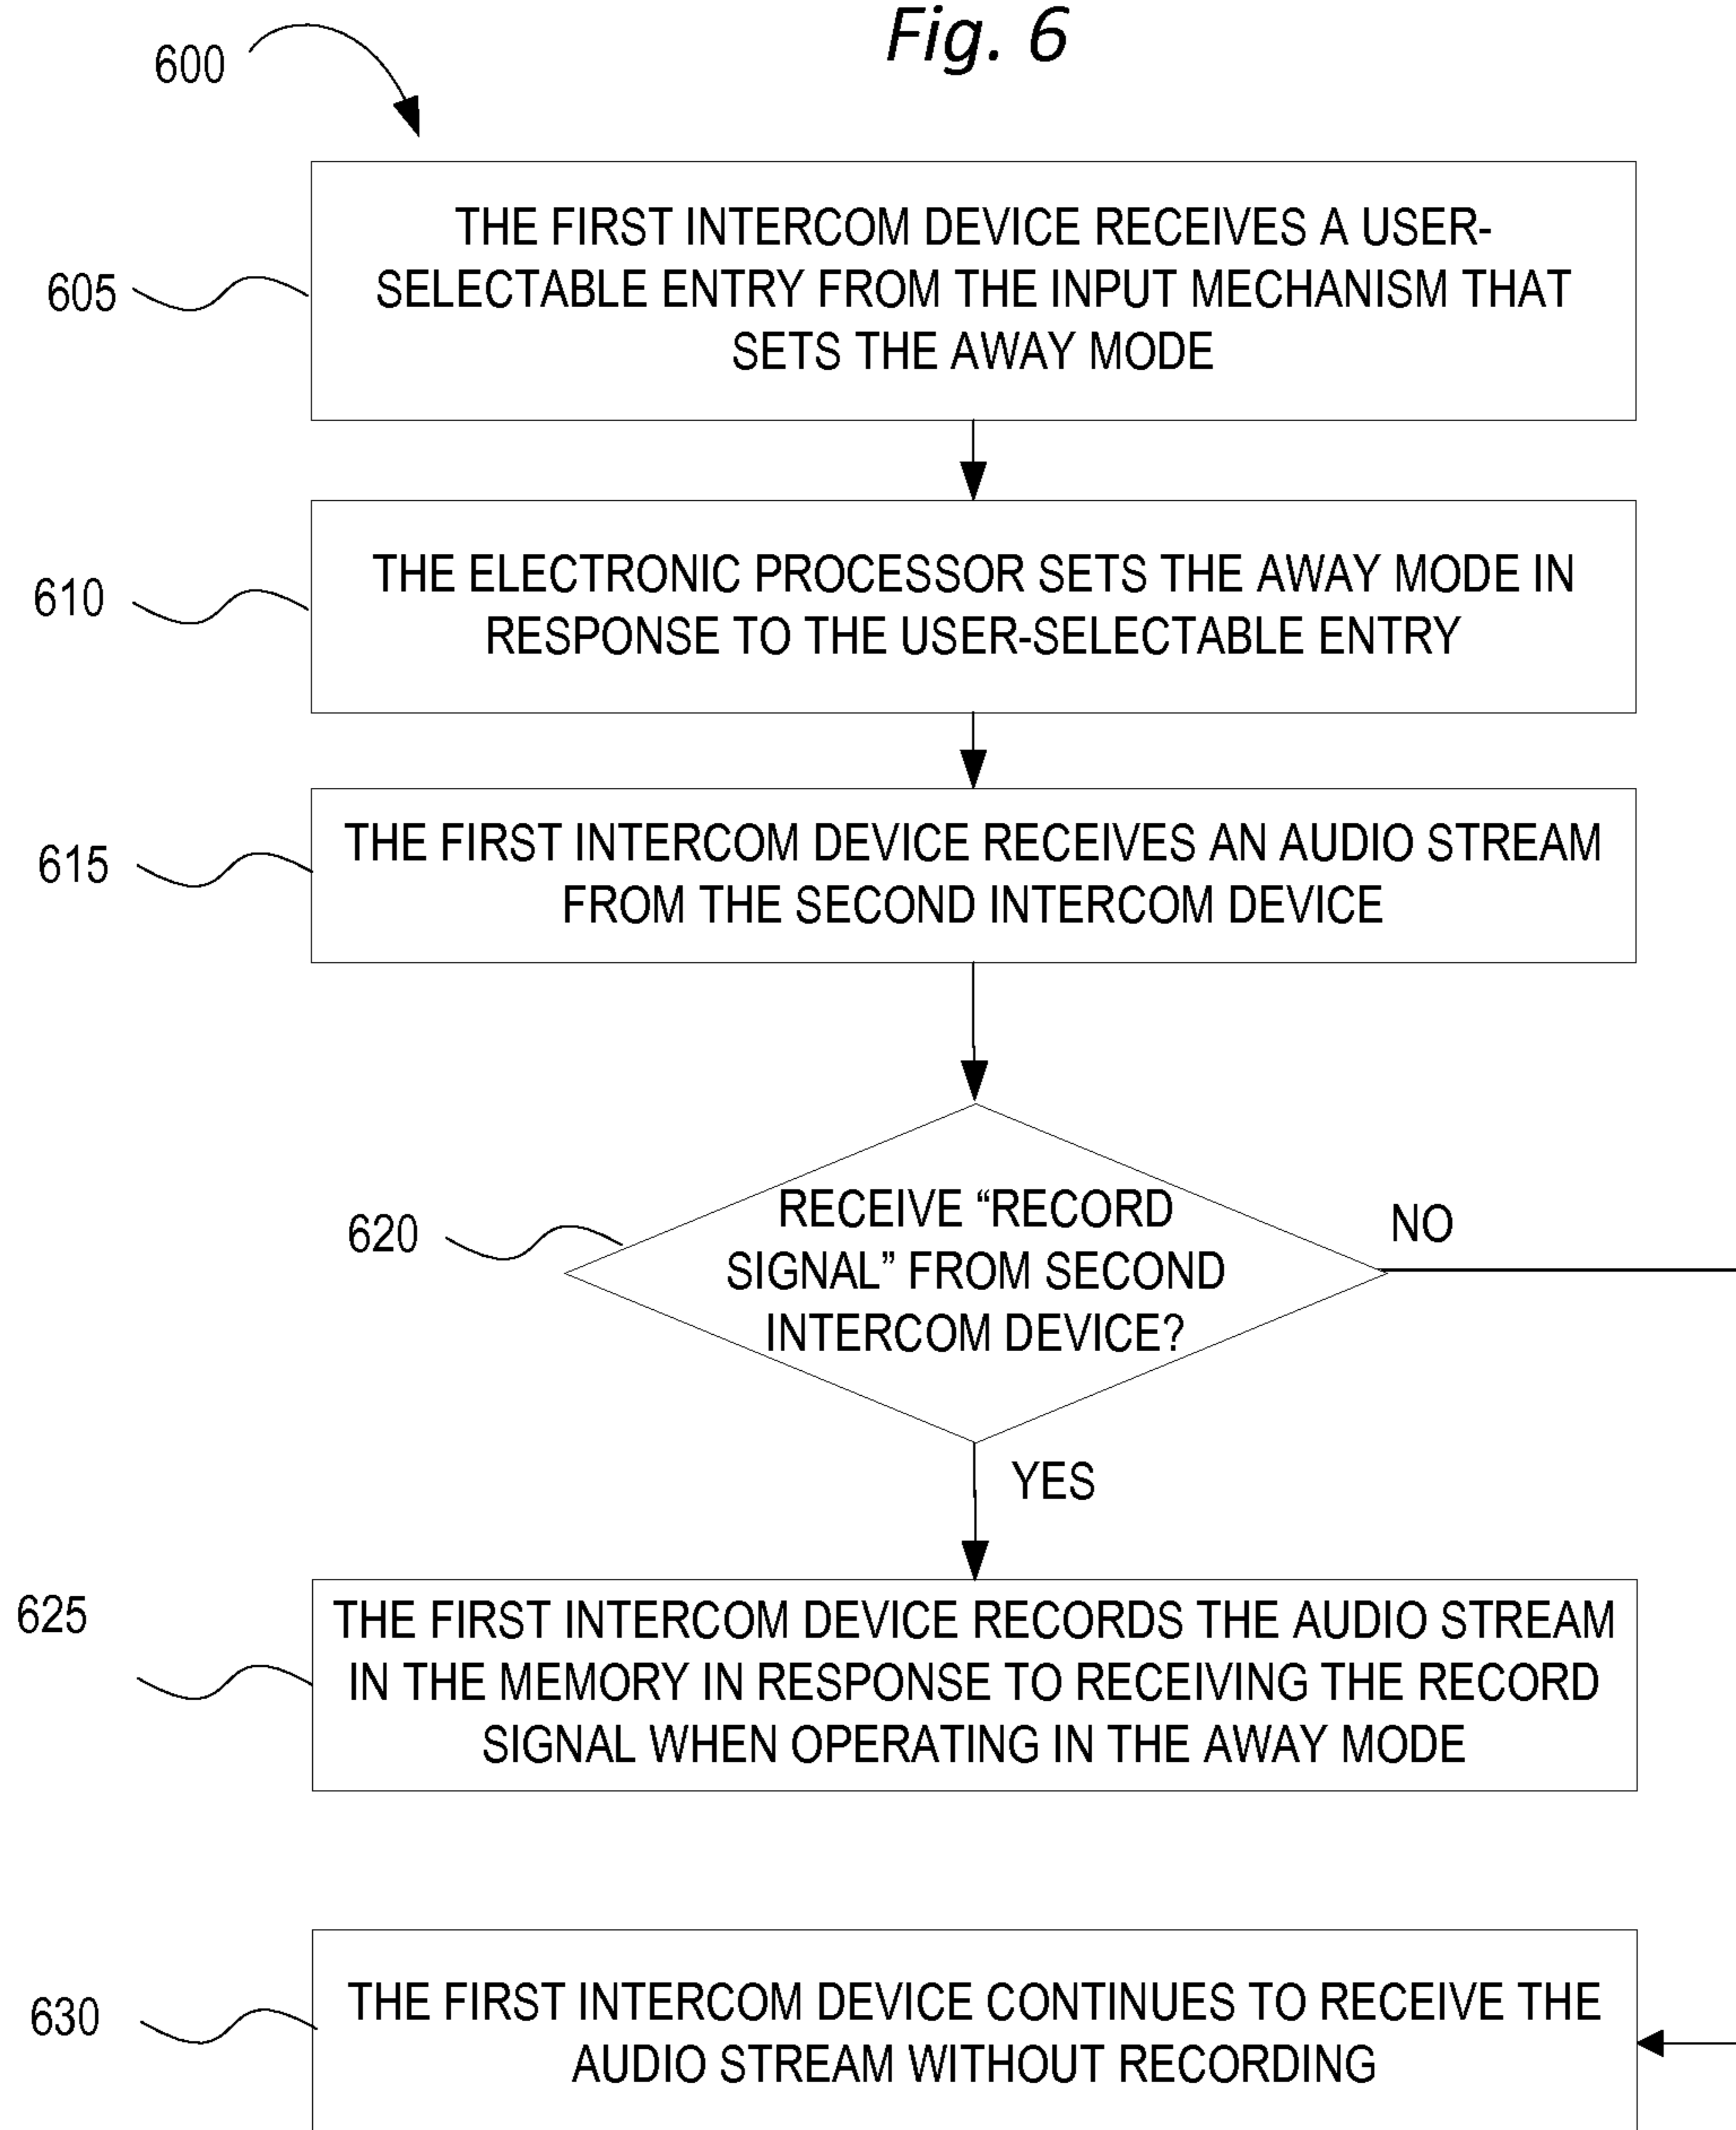 Fig. 6
600
605
THE FIRST INTERCOM DEVICE RECEIVES A USER-
SELECTABLE ENTRY FROM THE INPUT MECHANISM THAT
SETS THE AWAY MODE
610
THE ELECTRONIC PROCESSOR SETS THE AWAY MODE IN
RESPONSE TO THE USER-SELECTABLE ENTRY
615
THE FIRST INTERCOM DEVICE RECEIVES AN AUDIO STREAM
FROM THE SECOND INTERCOM DEVICE
620
RECEIVE “RECORD
SIGNAL” FROM SECOND
INTERCOM DEVICE?
NO
YES
625
THE FIRST INTERCOM DEVICE RECORDS THE AUDIO STREAM
IN THE MEMORY IN RESPONSE TO RECEIVING THE RECORD
SIGNAL WHEN OPERATING IN THE AWAY MODE
630
THE FIRST INTERCOM DEVICE CONTINUES TO RECEIVE THE
AUDIO STREAM WITHOUT RECORDING